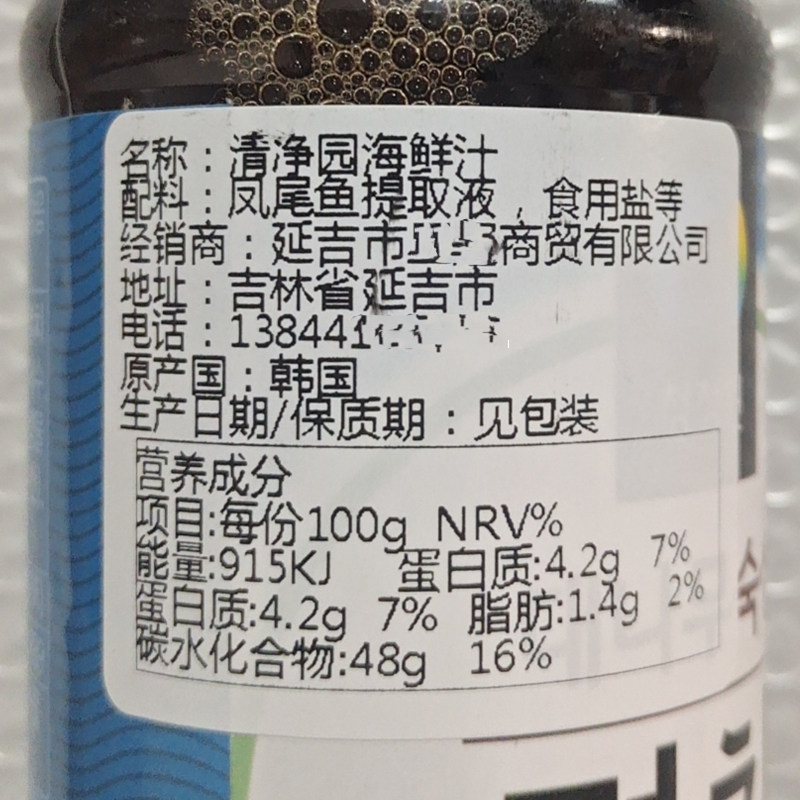 名称：清净园海鲜汁
配料：凤尾鱼提取液，食用盐等
经销商：延吉市商贸有限公司
地址：吉林省延吉市
电话：138441
原产国：韩国
生产日期/保质期：见包装
营养成分
项目:每份100g NRV%
能量:915KJ 蛋白质:4.2g 7%
蛋白质:4.2g 7% 脂肪:1.4g 2%
碳水化合物:48g 16%